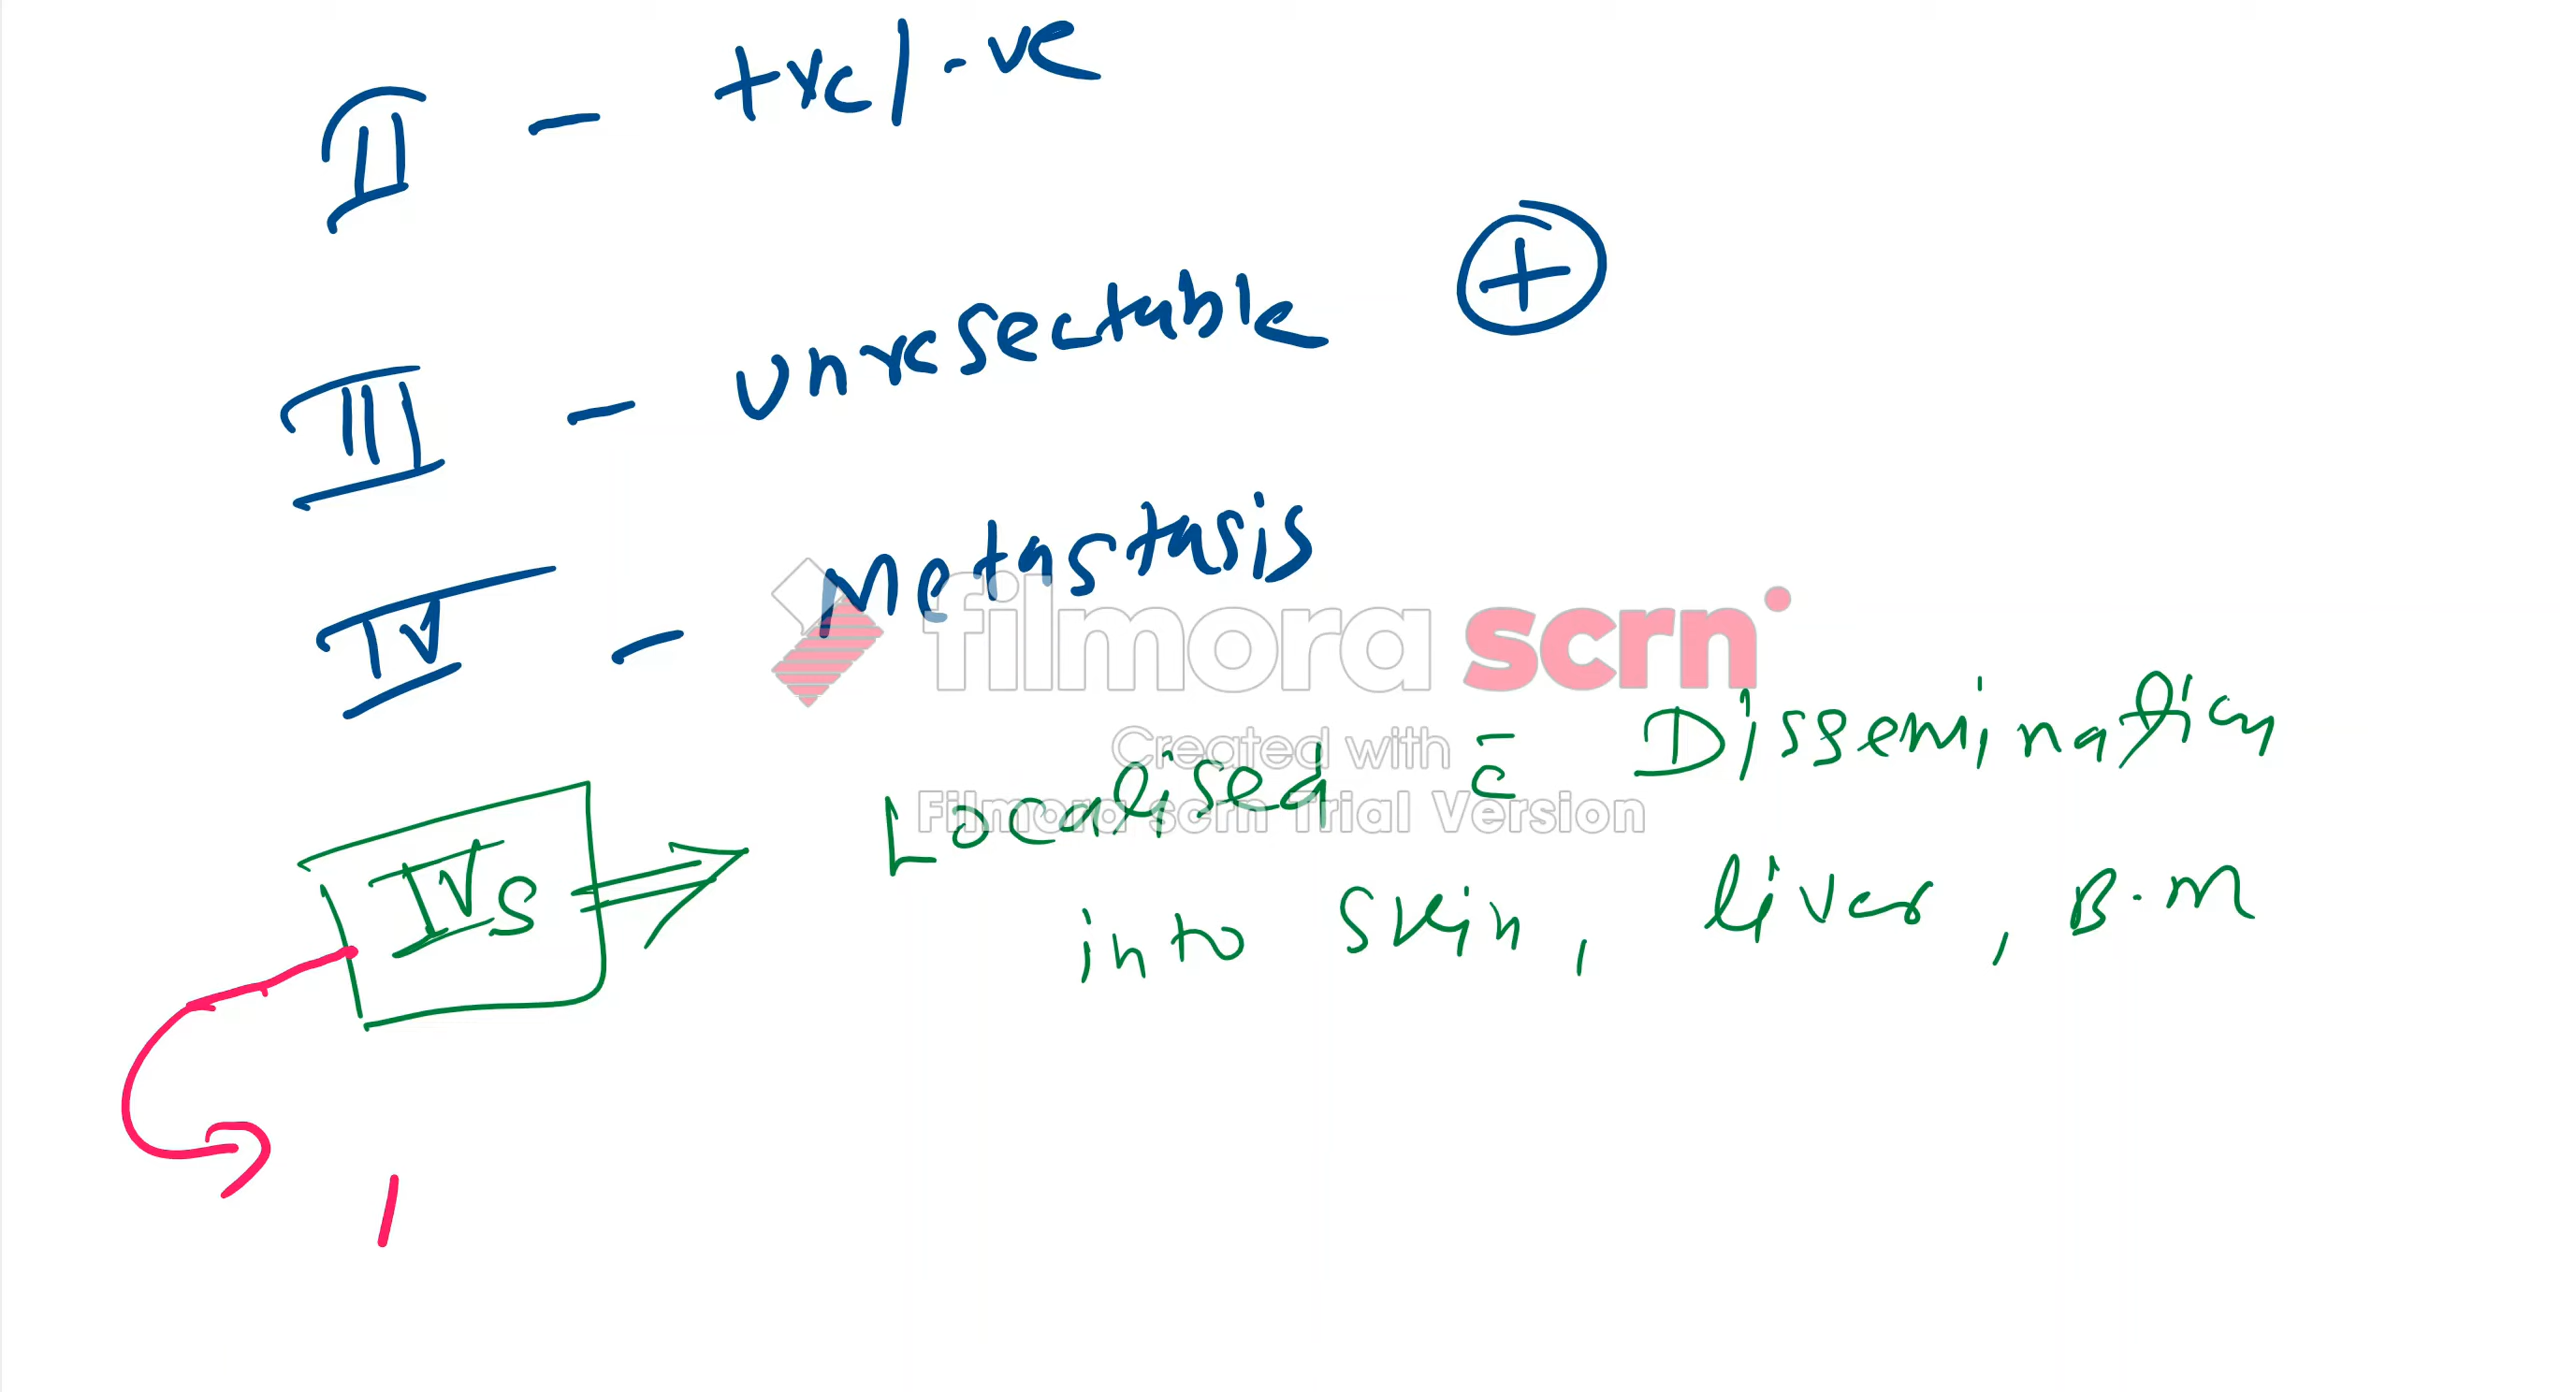 II - +ve/-ve
III - Unresectable +
IV - Metastasis
filmora scrn
Created with
Filmora scrn Trial Version
IVs ⇒ Localised c̄ Dissemination
into skin, liver, B.M